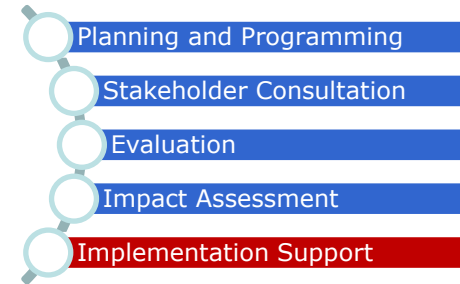 Planning and Programming
Stakeholder Consultation
Evaluation
Impact Assessment
Implementation Support